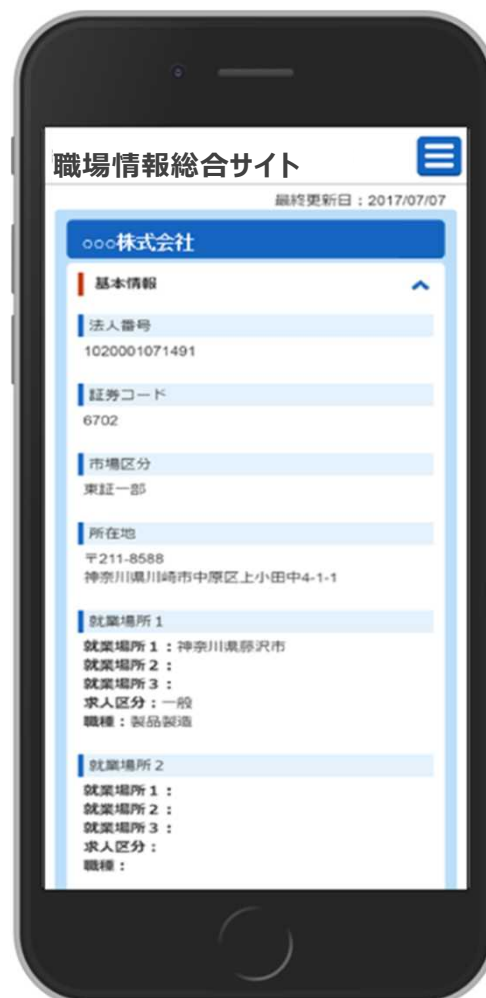 職場情報総合サイト
最終更新日：2017/07/07
○○○株式会社
基本情報
法人番号
1020001071491
証券コード
6702
市場区分
東証一部
所在地
〒211-8588
神奈川県川崎市中原区上小田中4-1-1
就業場所１
就業場所１：神奈川県藤沢市
就業場所２：
就業場所３：
求人区分：一般
職種：製品製造
就業場所２
就業場所１：
就業場所２：
就業場所３：
求人区分：
職種：